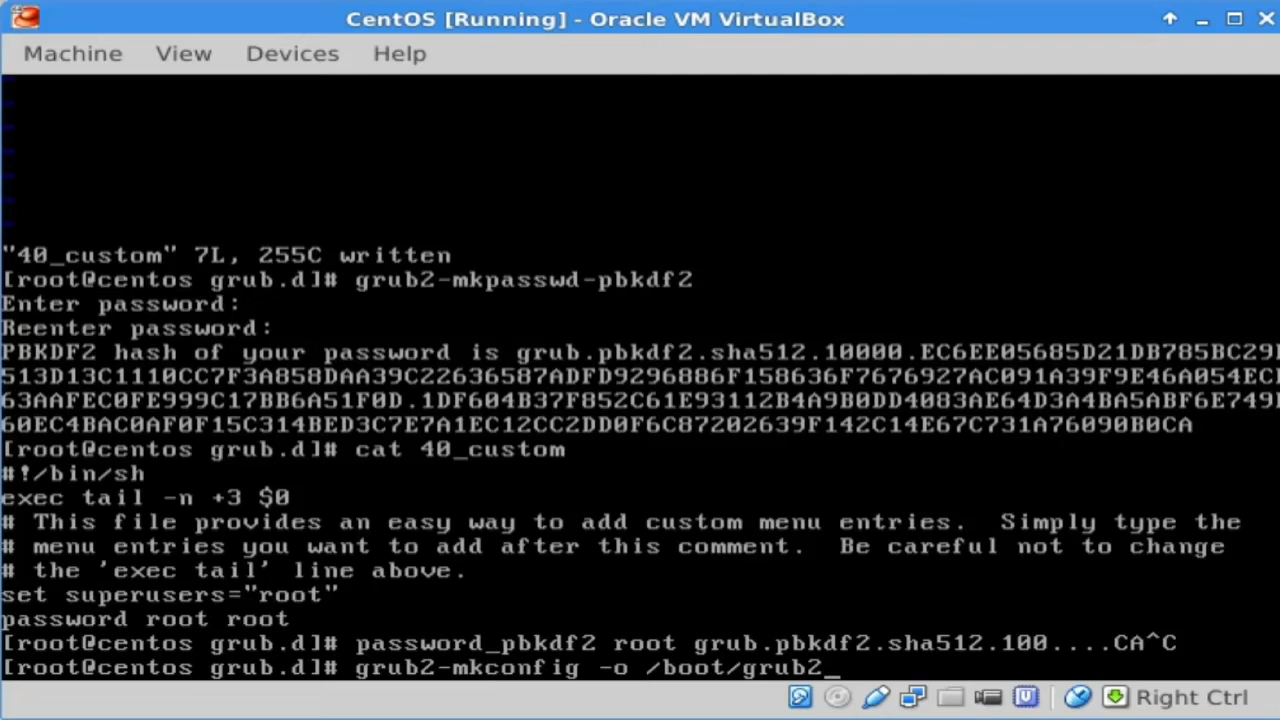 CentOS [Running] - Oracle VM VirtualBox
Machine View Devices Help
"40_custom" 7L, 255C written
[root@centos grub.d]# grub2-mkpasswd-pbkdf2
Enter password:
Reenter password:
PBKDF2 hash of your password is grub.pbkdf2.sha512.10000.EC6EE05685D21DB785BC29
513D13C1110CC7F3A858DAA39C22636587ADFD9296886F158636F7676927AC091A39F9E46A054EC
63AAFEC0FE999C17BB6A51F0D.1DF604B37F852C61E93112B4A9B0DD4083AE64D3A4BA5ABF6E749
60EC4BAC0AF0F15C314BED3C7E7A1EC12CC2DD0F6C87202639F142C14E67C731A76090B0CA
[root@centos grub.d]# cat 40_custom
#!/bin/sh
exec tail -n +3 $0
# This file provides an easy way to add custom menu entries.  Simply type the
# menu entries you want to add after this comment.  Be careful not to change
# the 'exec tail' line above.
set superusers="root"
password root root
[root@centos grub.d]# password_pbkdf2 root grub.pbkdf2.sha512.100....CA^C
[root@centos grub.d]# grub2-mkconfig -o /boot/grub2_
Right Ctrl